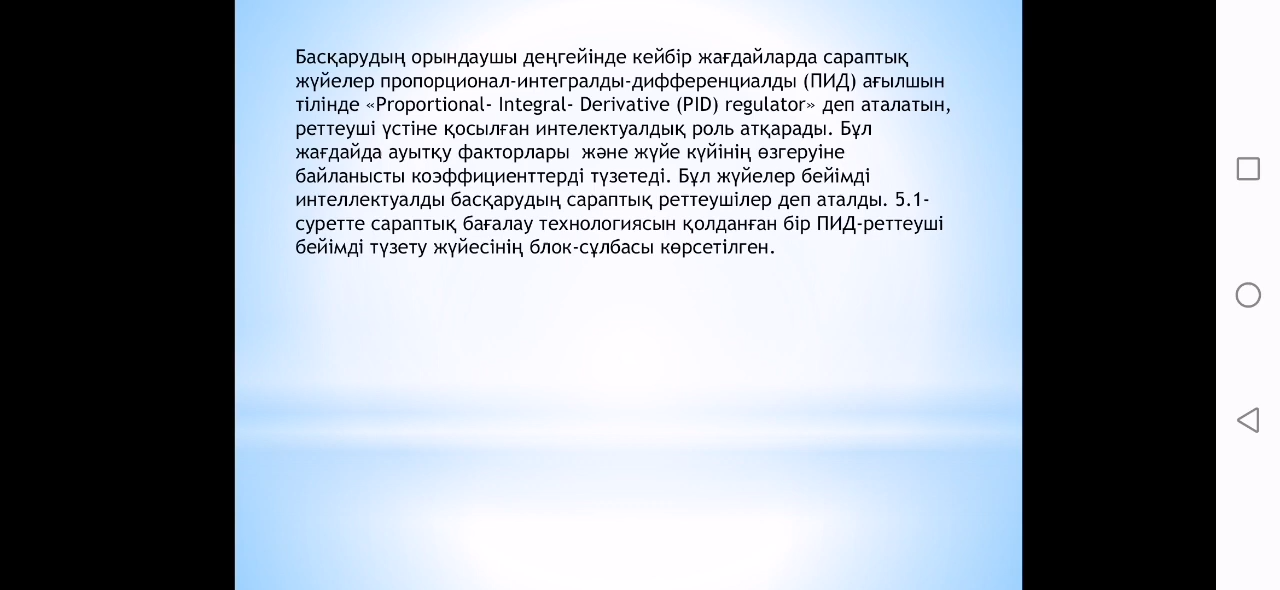 Басқарудың орындаушы деңгейінде кейбір жағдайларда сараптық
жүйелер пропорционал-интегралды-дифференциалды (ПИД) ағылшын
тілінде «Proportional- Integral- Derivative (PID) regulator» деп аталатын,
реттеуші үстіне қосылған интелектуалдық роль атқарады. Бұл
жағдайда ауытқу факторлары  және жүйе күйінің өзгеруіне
байланысты коэффициенттерді түзетеді. Бұл жүйелер бейімді
интеллектуалды басқарудың сараптық реттеушілер деп аталды. 5.1-
суретте сараптық бағалау технологиясын қолданған бір ПИД-реттеуші
бейімді түзету жүйесінің блок-сұлбасы көрсетілген.